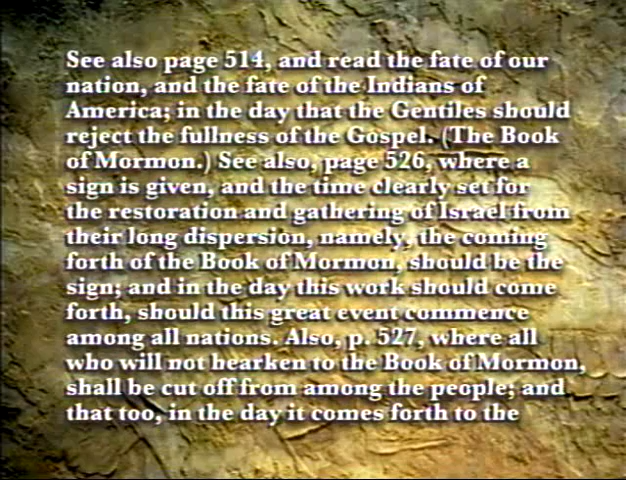 See also page 514, and read the fate of our
nation, and the fate of the Indians of
America; in the day that the Gentiles should
reject the fullness of the Gospel. (The Book
of Mormon.) See also, page 526, where a
sign is given, and the time clearly set for
the restoration and gathering of Israel from
their long dispersion, namely, the coming
forth of the Book of Mormon, should be the
sign; and in the day this work should come
forth, should this great event commence
among all nations. Also, p. 527, where all
who will not hearken to the Book of Mormon,
shall be cut off from among the people; and
that too, in the day it comes forth to the